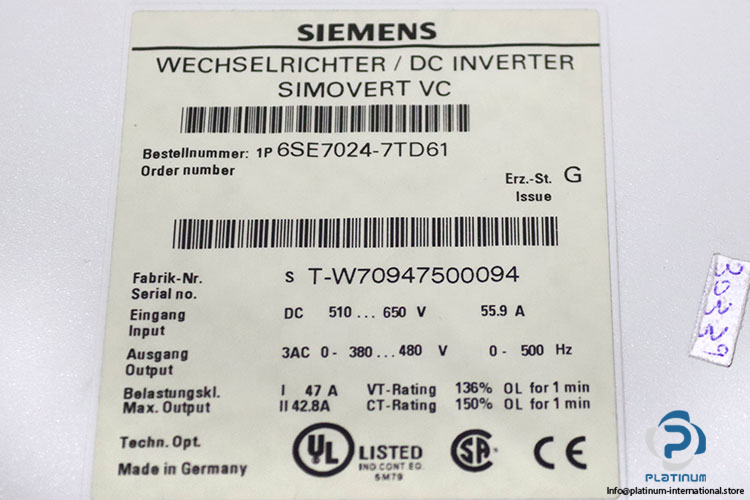 SIEMENS
WECHSELRICHTER / DC INVERTER
SIMOVERT VC
Bestellnummer: 1P 6SE7024-7TD61
Order number
Erz.-St. G
Issue
Fabrik-Nr. S T-W70947500094
Serial no.
Eingang DC 510 ... 650 V 55.9 A
Input
Ausgang 3AC 0 - 380 ... 480 V 0 - 500 Hz
Output
Belastungskl. I 47 A VT-Rating 136% OL for 1 min
Max. Output II 42.8A CT-Rating 150% OL for 1 min
Techn. Opt.
Made in Germany
UL LISTED
IND.CONT.EQ.
5M79
SA
CE
30329
PLATINUM
Info@platinum-international.store